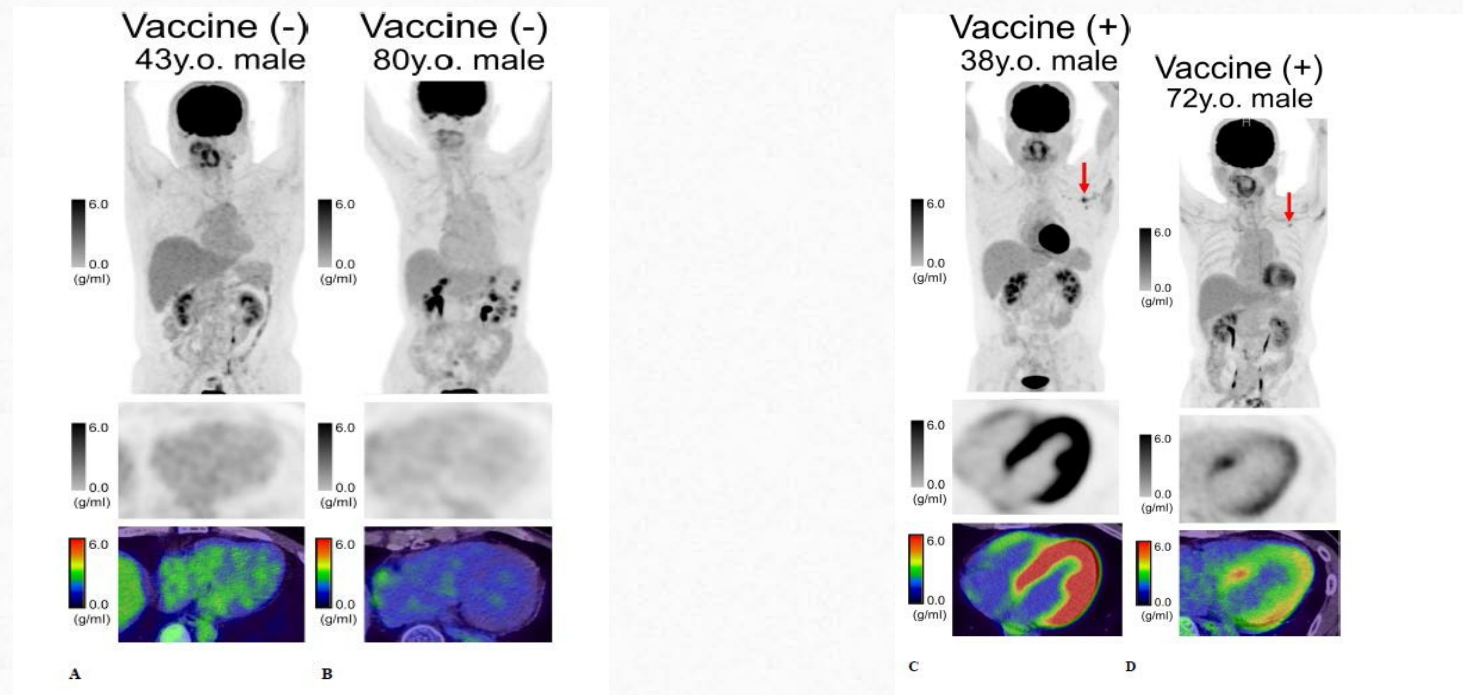 Vaccine (-)
43y.o. male
6.0
0.0
(g/ml)
6.0
0.0
(g/ml)
6.0
0.0
(g/ml)
A
Vaccine (-)
80y.o. male
6.0
0.0
(g/ml)
6.0
0.0
(g/ml)
6.0
0.0
(g/ml)
B
Vaccine (+)
38y.o. male
6.0
0.0
(g/ml)
6.0
0.0
(g/ml)
6.0
0.0
(g/ml)
C
Vaccine (+)
72y.o. male
H
6.0
0.0
(g/ml)
6.0
0.0
(g/ml)
6.0
0.0
(g/ml)
D